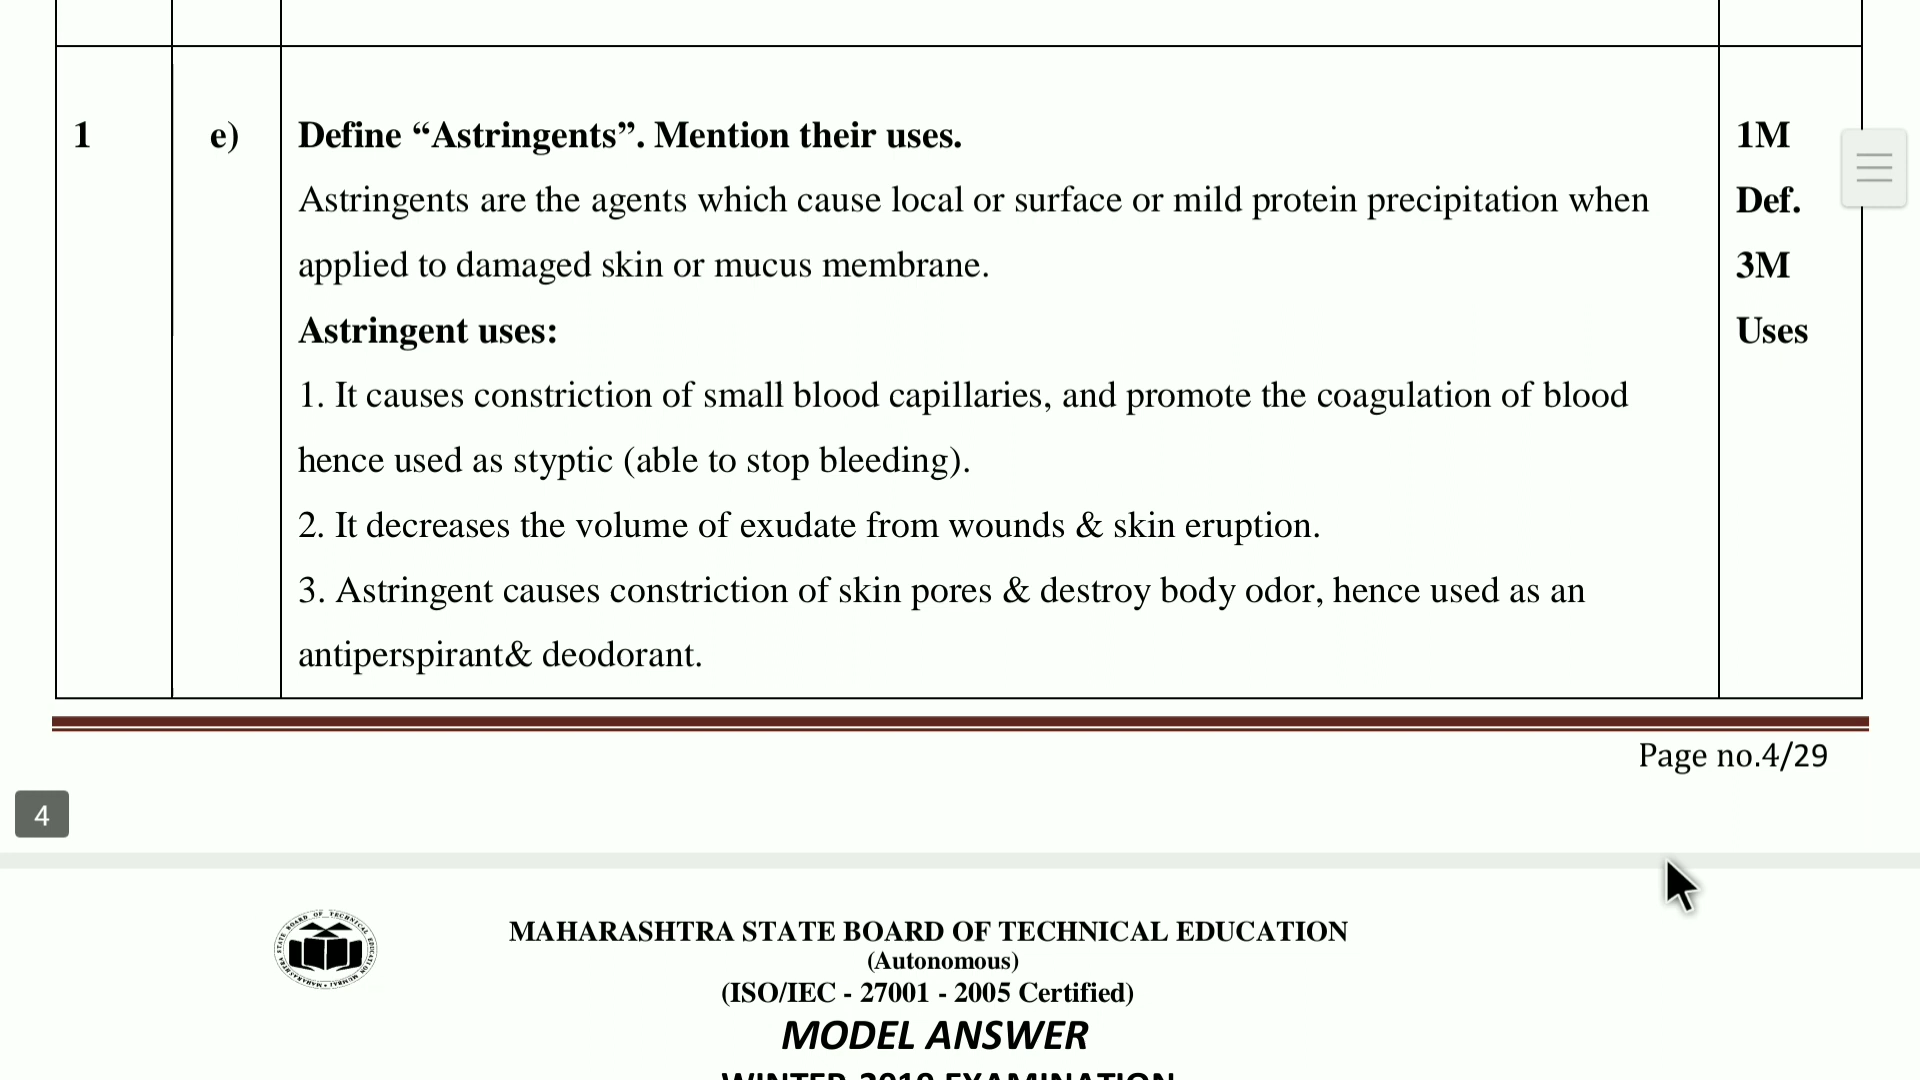 1 e) Define “Astringents”. Mention their uses. 1M
Astringents are the agents which cause local or surface or mild protein precipitation when Def.
applied to damaged skin or mucus membrane. 3M
Astringent uses: Uses
1. It causes constriction of small blood capillaries, and promote the coagulation of blood
hence used as styptic (able to stop bleeding).
2. It decreases the volume of exudate from wounds & skin eruption.
3. Astringent causes constriction of skin pores & destroy body odor, hence used as an
antiperspirant& deodorant.
Page no.4/29
4
MAHARASHTRA STATE BOARD OF TECHNICAL EDUCATION
(Autonomous)
(ISO/IEC - 27001 - 2005 Certified)
MODEL ANSWER